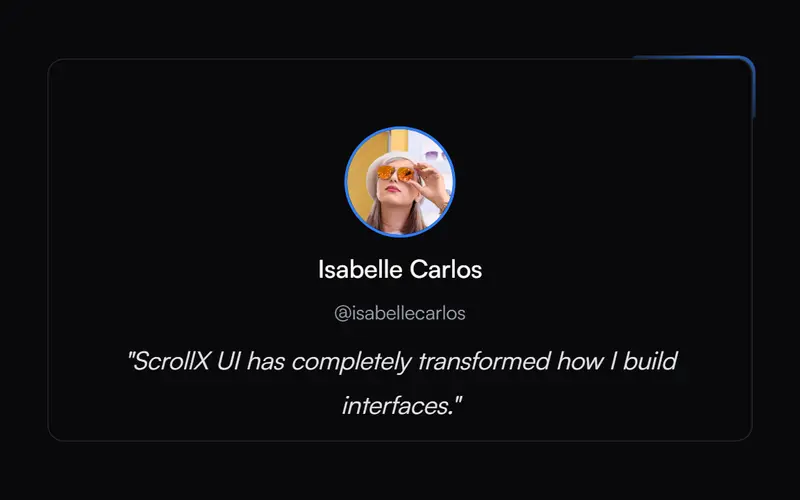 Isabelle Carlos
@isabellecarlos
"ScrollX UI has completely transformed how I build
interfaces."